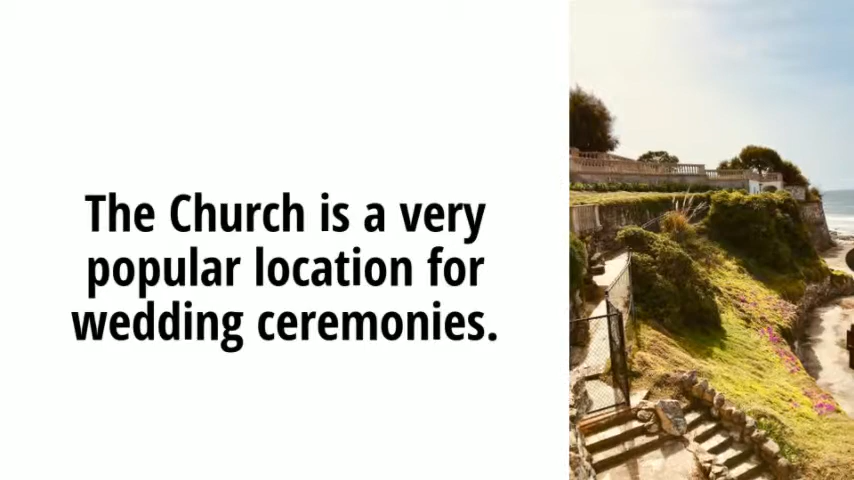 The Church is a very
popular location for
wedding ceremonies.